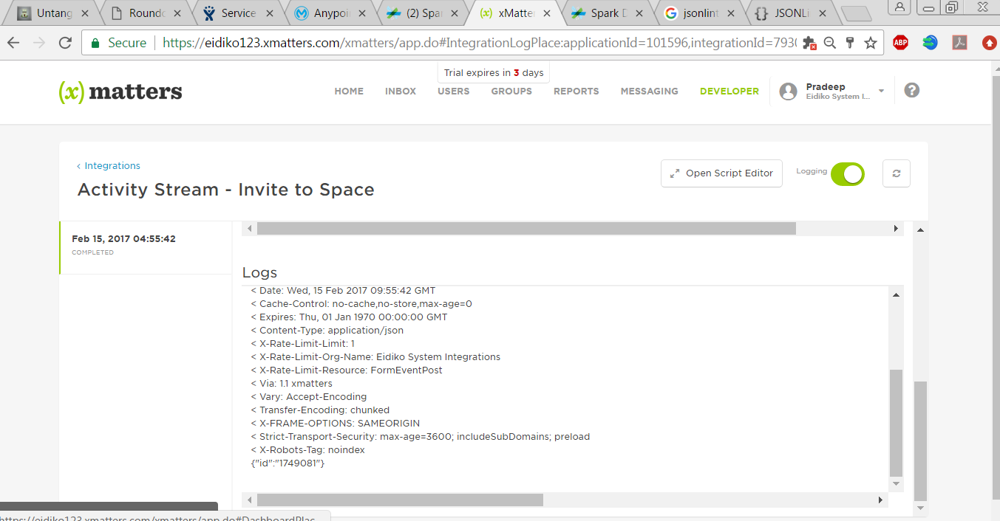 Untang
Roundc
Service
Anypoi
(2) Spar
(x) xMatter
Spark D
jsonlint
{} JSONLi
Secure https://eidiko123.xmatters.com/xmatters/app.do#IntegrationLogPlace:applicationId=101596,integrationId=7930
ABP
Trial expires in 3 days
(x) matters
HOME INBOX USERS GROUPS REPORTS MESSAGING DEVELOPER
Pradeep
Eidiko System I...
?
‹ Integrations
Activity Stream - Invite to Space
Open Script Editor
Logging
Feb 15, 2017 04:55:42
COMPLETED
Logs
< Date: Wed, 15 Feb 2017 09:55:42 GMT
< Cache-Control: no-cache,no-store,max-age=0
< Expires: Thu, 01 Jan 1970 00:00:00 GMT
< Content-Type: application/json
< X-Rate-Limit-Limit: 1
< X-Rate-Limit-Org-Name: Eidiko System Integrations
< X-Rate-Limit-Resource: FormEventPost
< Via: 1.1 xmatters
< Vary: Accept-Encoding
< Transfer-Encoding: chunked
< X-FRAME-OPTIONS: SAMEORIGIN
< Strict-Transport-Security: max-age=3600; includeSubDomains; preload
< X-Robots-Tag: noindex
{"id":"1749081"}
https://eidiko123.xmatters.com/xmatters/app.do#DashboardPlac